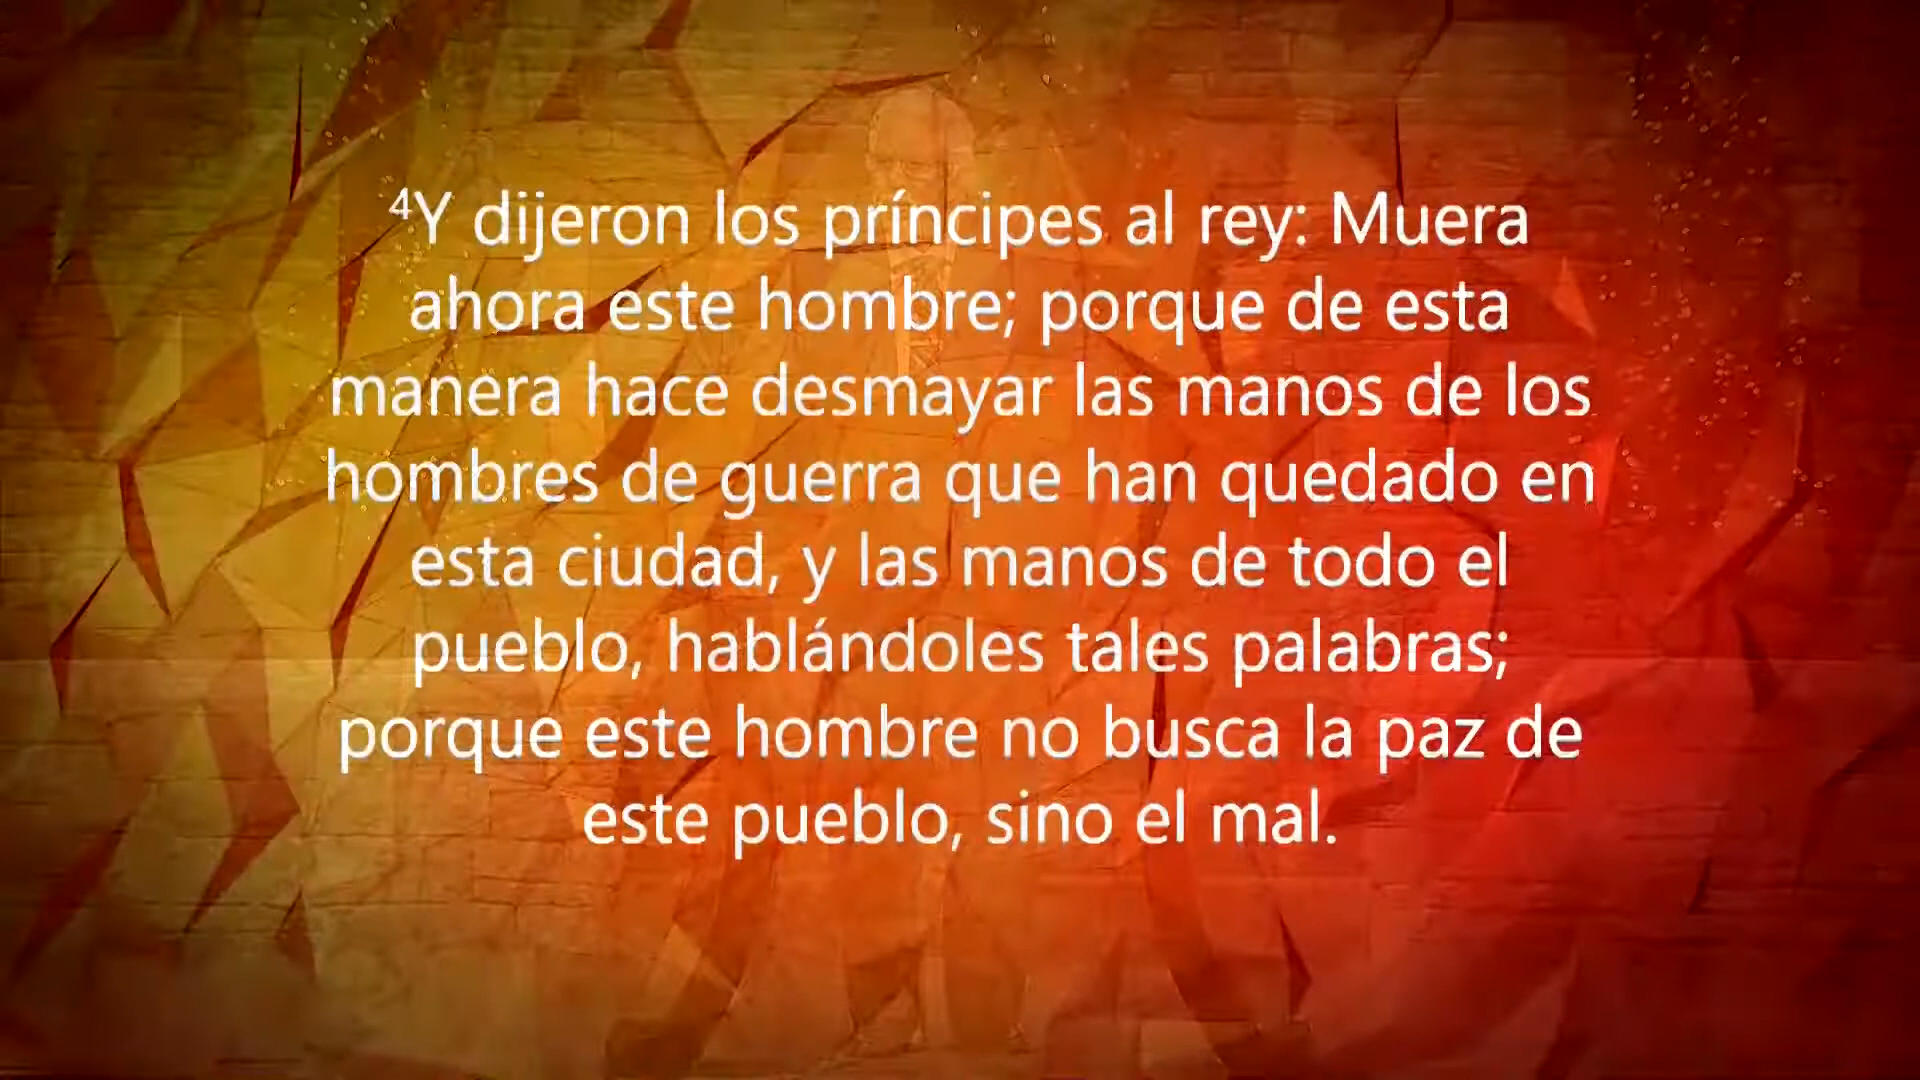 ⁴Y dijeron los príncipes al rey: Muera
ahora este hombre; porque de esta
manera hace desmayar las manos de los
hombres de guerra que han quedado en
esta ciudad, y las manos de todo el
pueblo, hablándoles tales palabras;
porque este hombre no busca la paz de
este pueblo, sino el mal.